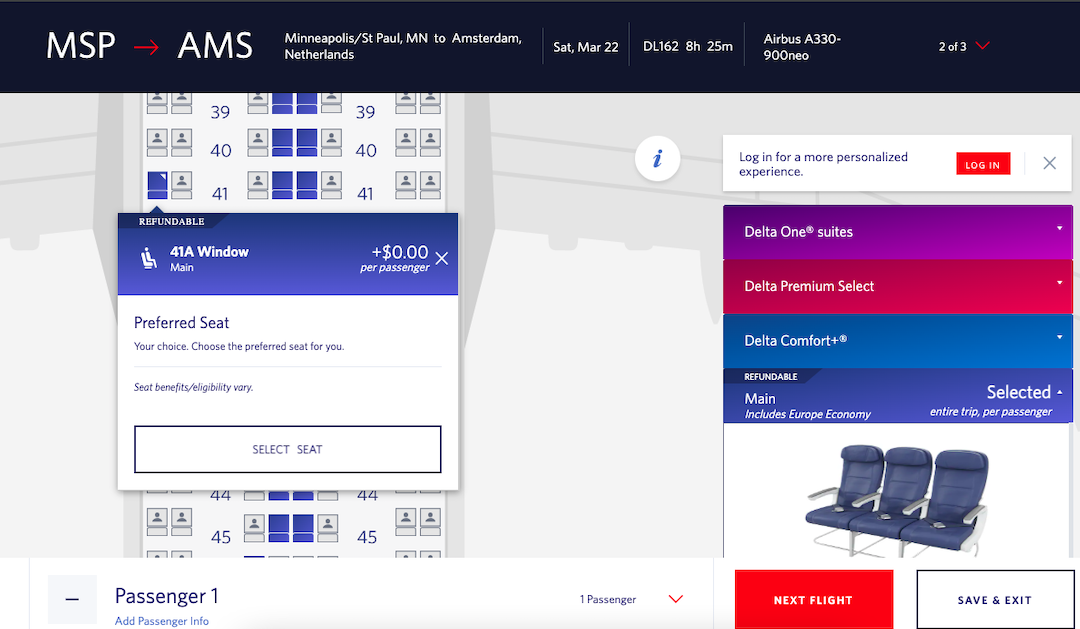 MSP → AMS
Minneapolis/St Paul, MN to Amsterdam,
Netherlands
Sat, Mar 22
DL162 8h 25m
Airbus A330-
900neo
2 of 3
39 39
40 40
41 41
i
REFUNDABLE
41A Window
Main
+$0.00
per passenger
Preferred Seat
Your choice. Choose the preferred seat for you.
Seat benefits/eligibility vary.
SELECT SEAT
44 44
45 45
Log in for a more personalized
experience.
LOG IN
Delta One® suites
Delta Premium Select
Delta Comfort+®
REFUNDABLE
Main
Includes Europe Economy
Selected
entire trip, per passenger
Passenger 1
Add Passenger Info
1 Passenger
NEXT FLIGHT
SAVE & EXIT